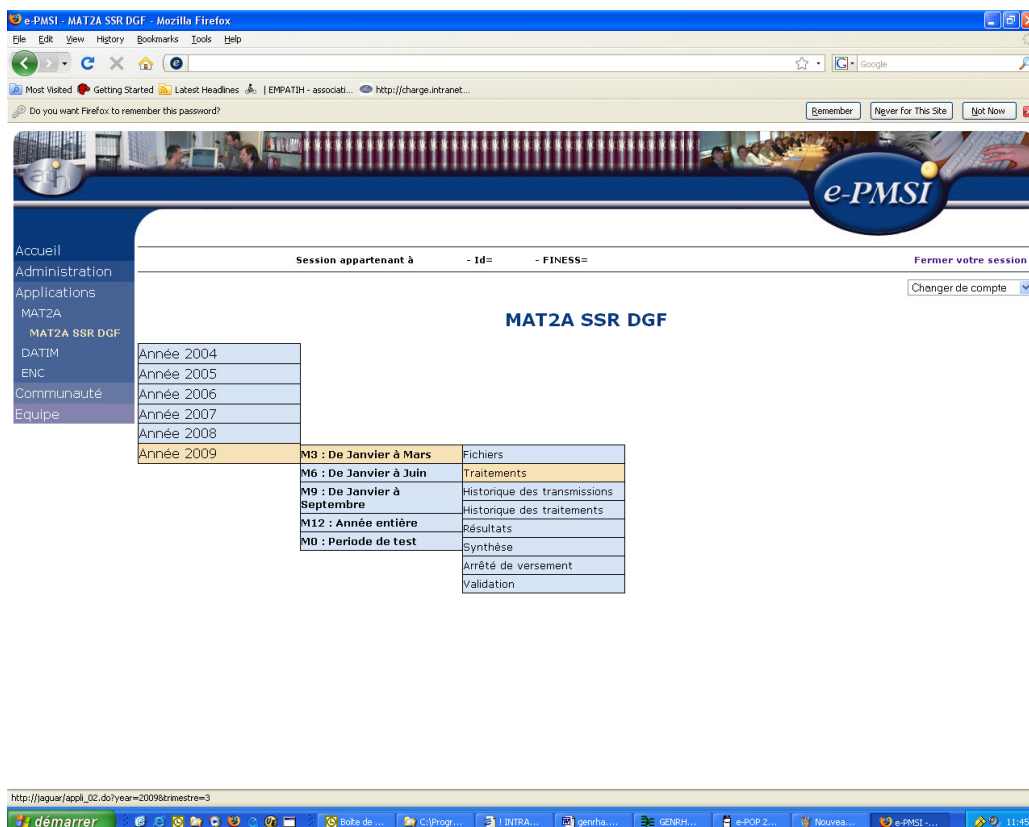 e-PMSI - MAT2A SSR DGF - Mozilla Firefox
File Edit View History Bookmarks Tools Help
Google
Most Visited Getting Started Latest Headlines | EMPATIH - associati... http://charge.intranet...
Do you want Firefox to remember this password? Remember Never for This Site Not Now
atih
e-PMSI
Session appartenant à - Id= - FINESS= Fermer votre session
Changer de compte
Accueil
Administration
Applications
MAT2A
MAT2A SSR DGF
DATIM
ENC
Communauté
Equipe
MAT2A SSR DGF
Année 2004
Année 2005
Année 2006
Année 2007
Année 2008
Année 2009
M3 : De Janvier à Mars
M6 : De Janvier à Juin
M9 : De Janvier à
Septembre
M12 : Année entière
M0 : Periode de test
Fichiers
Traitements
Historique des transmissions
Historique des traitements
Résultats
Synthèse
Arrêté de versement
Validation
http://jaguar/appli_02.do?year=2009&trimestre=3
démarrer Boîte de ... C:\Progr... ! INTRA... genrha.... GENRH... e-POP 2... Nouvea... e-PMSI -... 11:45